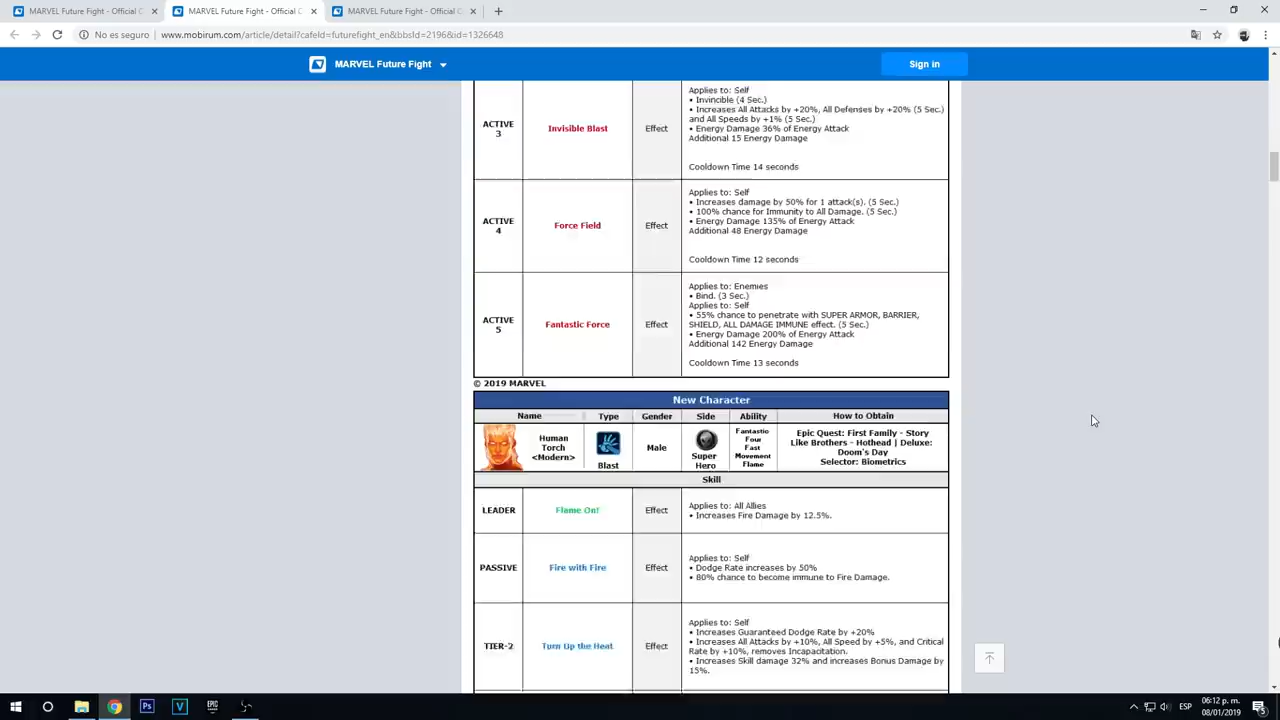 MARVEL Future Fight - Official C
MARVEL Future Fight - Official C
MARVEL Future Fight - Official C
No es seguro
www.mobirum.com/article/detail?cafeId=futurefight_en&bbsId=2196&id=1326648
MARVEL Future Fight
Sign in
ACTIVE
3
Invisible Blast
Effect
Applies to: Self
• Invincible (4 Sec.)
• Increases All Attacks by +20%, All Defenses by +20% (5 Sec.)
and All Speeds by +1% (5 Sec.)
• Energy Damage 36% of Energy Attack
Additional 15 Energy Damage
Cooldown Time 14 seconds
ACTIVE
4
Force Field
Effect
Applies to: Self
• Increases damage by 50% for 1 attack(s). (5 Sec.)
• 100% chance for Immunity to All Damage. (5 Sec.)
• Energy Damage 135% of Energy Attack
Additional 48 Energy Damage
Cooldown Time 12 seconds
ACTIVE
5
Fantastic Force
Effect
Applies to: Enemies
• Bind. (3 Sec.)
Applies to: Self
• 55% chance to penetrate with SUPER ARMOR, BARRIER,
SHIELD, ALL DAMAGE IMMUNE effect. (5 Sec.)
• Energy Damage 200% of Energy Attack
Additional 142 Energy Damage
Cooldown Time 13 seconds
© 2019 MARVEL
New Character
Name
Type
Gender
Side
Ability
How to Obtain
Human
Torch
<Modern>
Blast
Male
Super
Hero
Fantastic
Four
Fast
Movement
Flame
Epic Quest: First Family - Story
Like Brothers - Hothead | Deluxe:
Doom's Day
Selector: Biometrics
Skill
LEADER
Flame On!
Effect
Applies to: All Allies
• Increases Fire Damage by 12.5%.
PASSIVE
Fire with Fire
Effect
Applies to: Self
• Dodge Rate increases by 50%
• 80% chance to become immune to Fire Damage.
TIER-2
Turn Up the Heat
Effect
Applies to: Self
• Increases Guaranteed Dodge Rate by +20%
• Increases All Attacks by +10%, All Speed by +5%, and Critical
Rate by +10%, removes Incapacitation.
• Increases Skill damage 32% and increases Bonus Damage by
15%.
Ps
V
EPIC
ESP
06:12 p. m.
08/01/2019
5